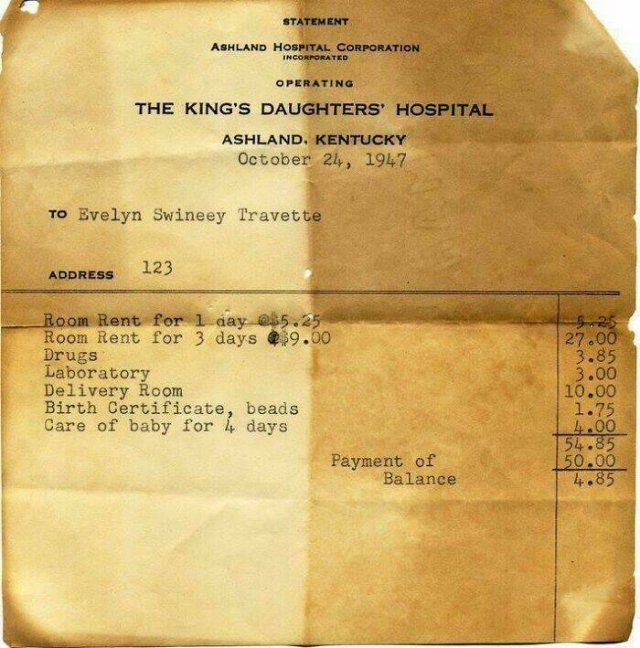 STATEMENT
ASHLAND HOSPITAL CORPORATION
INCORPORATED
OPERATING
THE KING'S DAUGHTERS' HOSPITAL
ASHLAND, KENTUCKY
October 24, 1947
TO Evelyn Swineey Travette
ADDRESS 123
Room Rent for 1 day @$5.25 5.25
Room Rent for 3 days @$9.00 27.00
Drugs 3.85
Laboratory 3.00
Delivery Room 10.00
Birth Certificate, beads 1.75
Care of baby for 4 days 4.00
54.85
Payment of 50.00
Balance 4.85